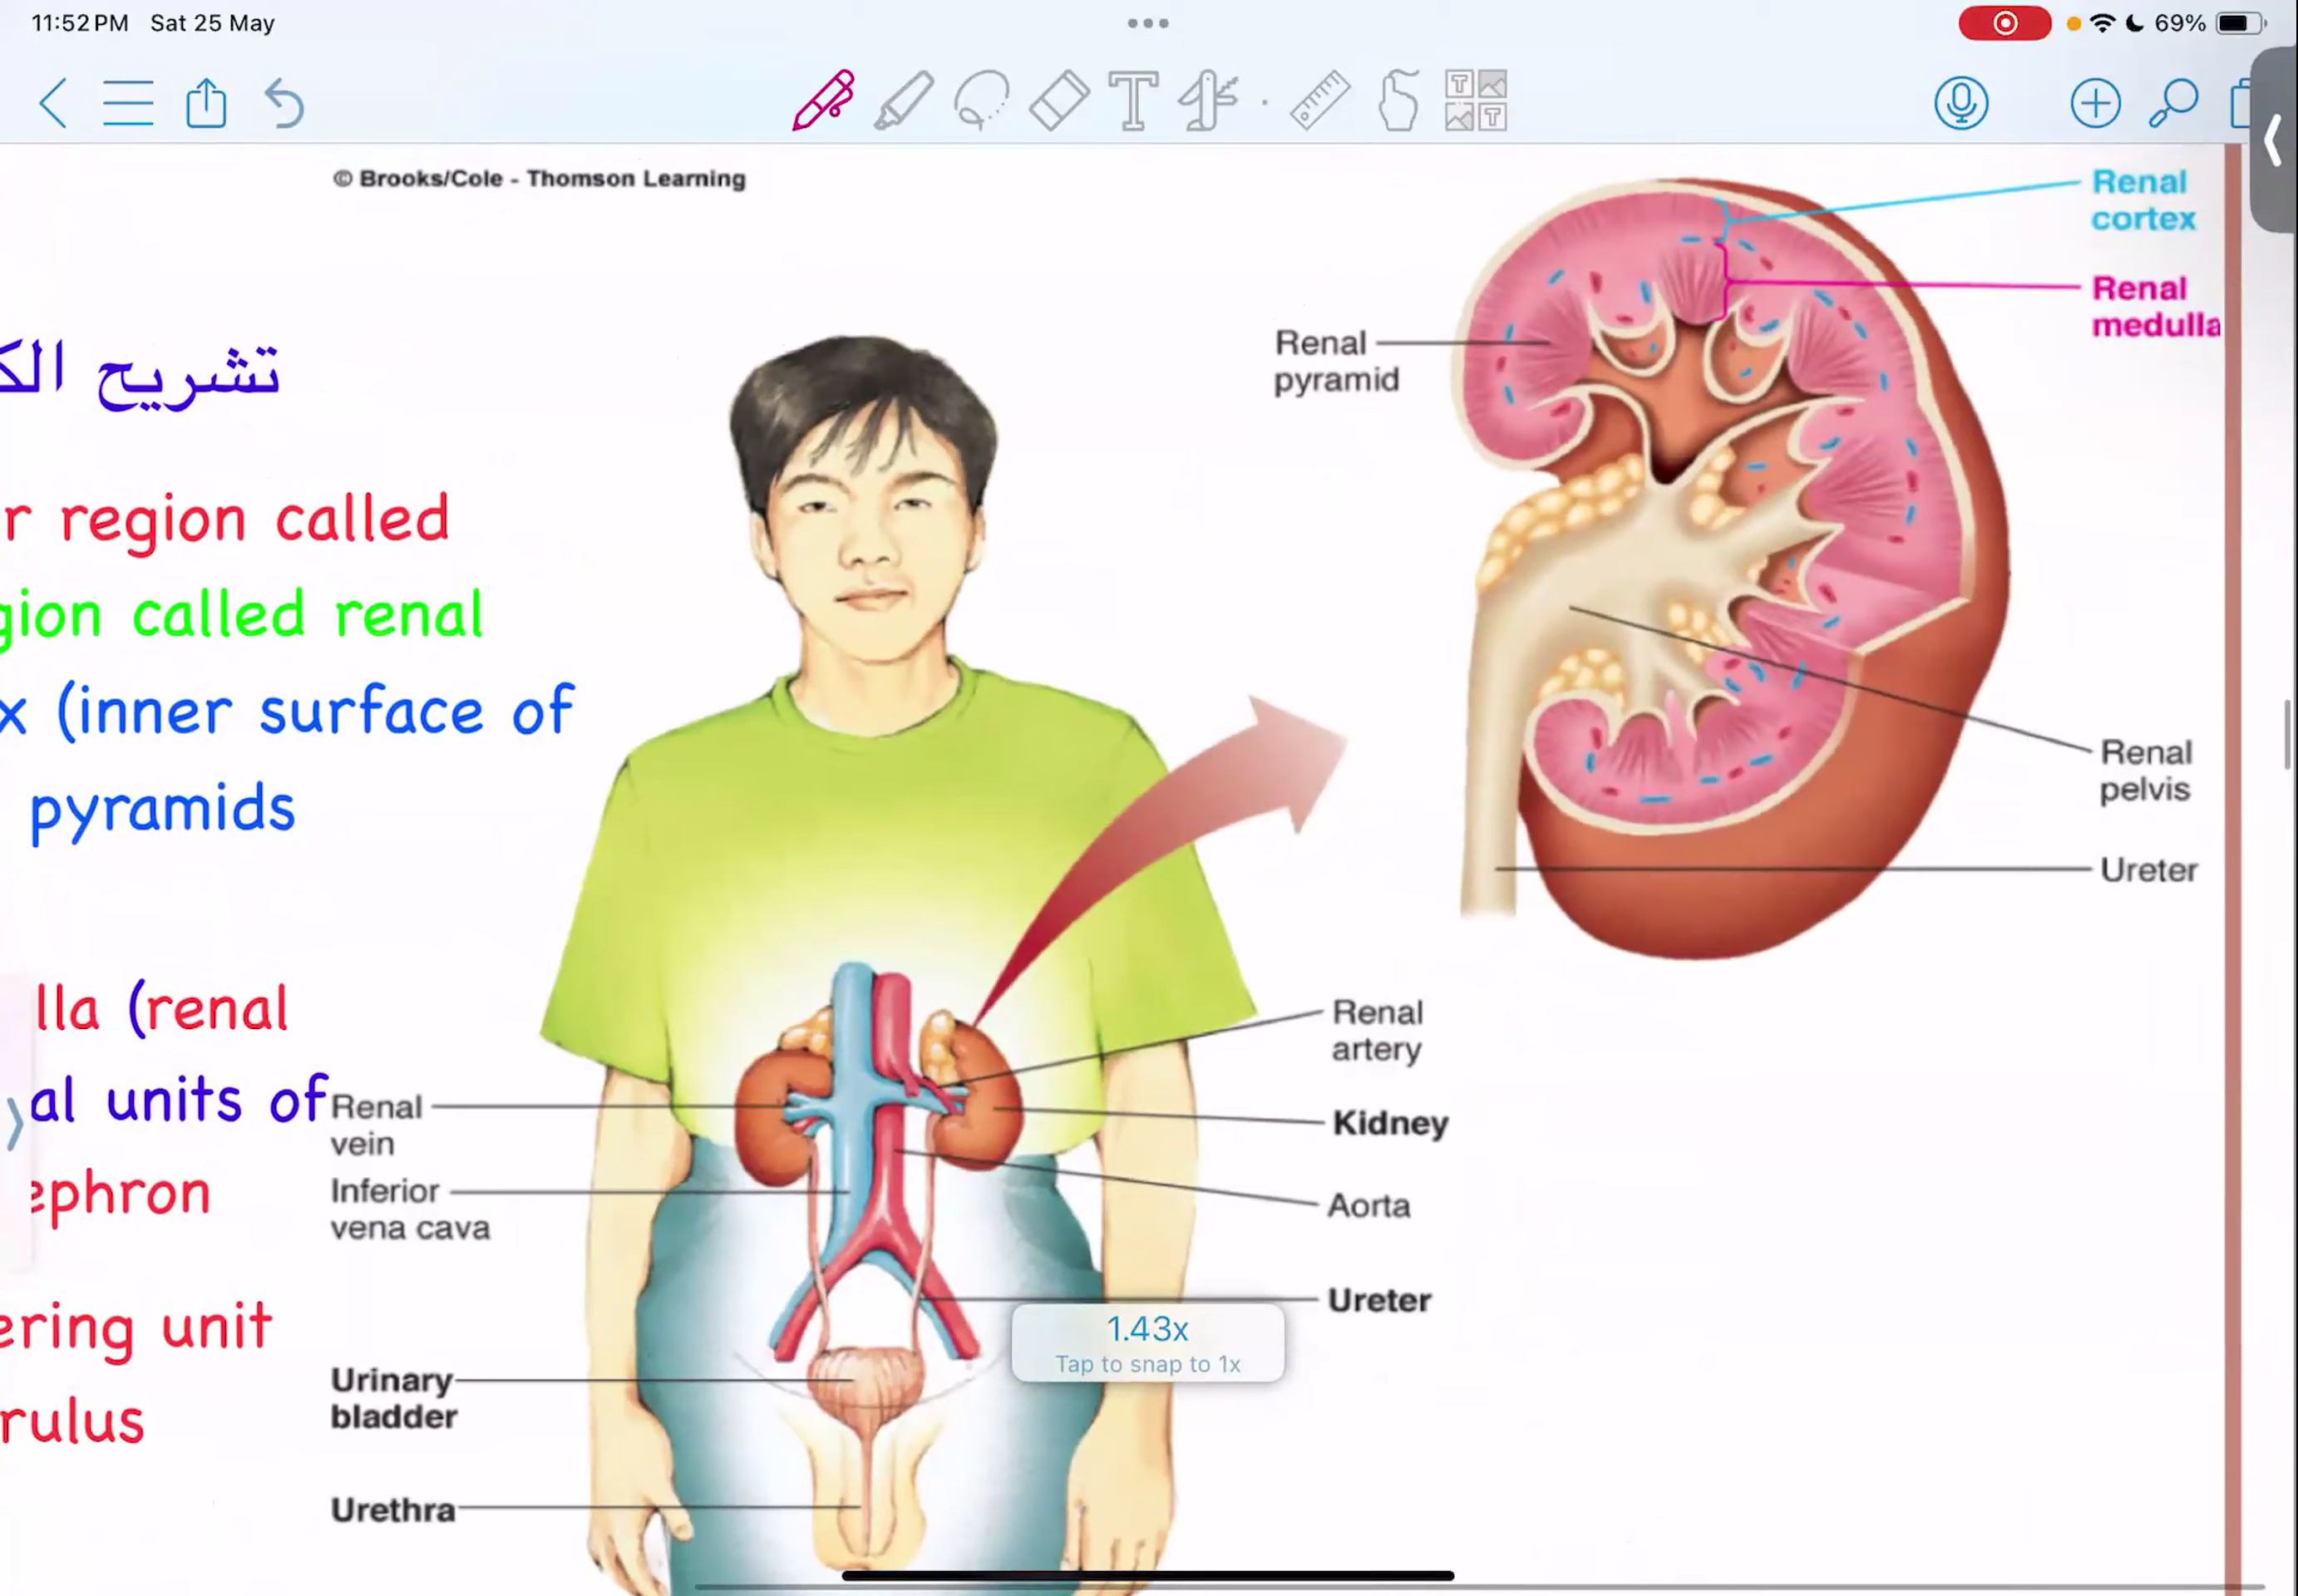 11:52 PM Sat 25 May
69%
© Brooks/Cole - Thomson Learning
تشريح
r region called
gion called renal
x (inner surface of
pyramids
lla (renal
al units of
ephron
ering unit
rulus
Renal
cortex
Renal
medulla
Renal
pyramid
Renal
pelvis
Ureter
Renal
artery
Kidney
Aorta
Ureter
Renal
vein
Inferior
vena cava
Urinary
bladder
Urethra
1.43x
Tap to snap to 1x